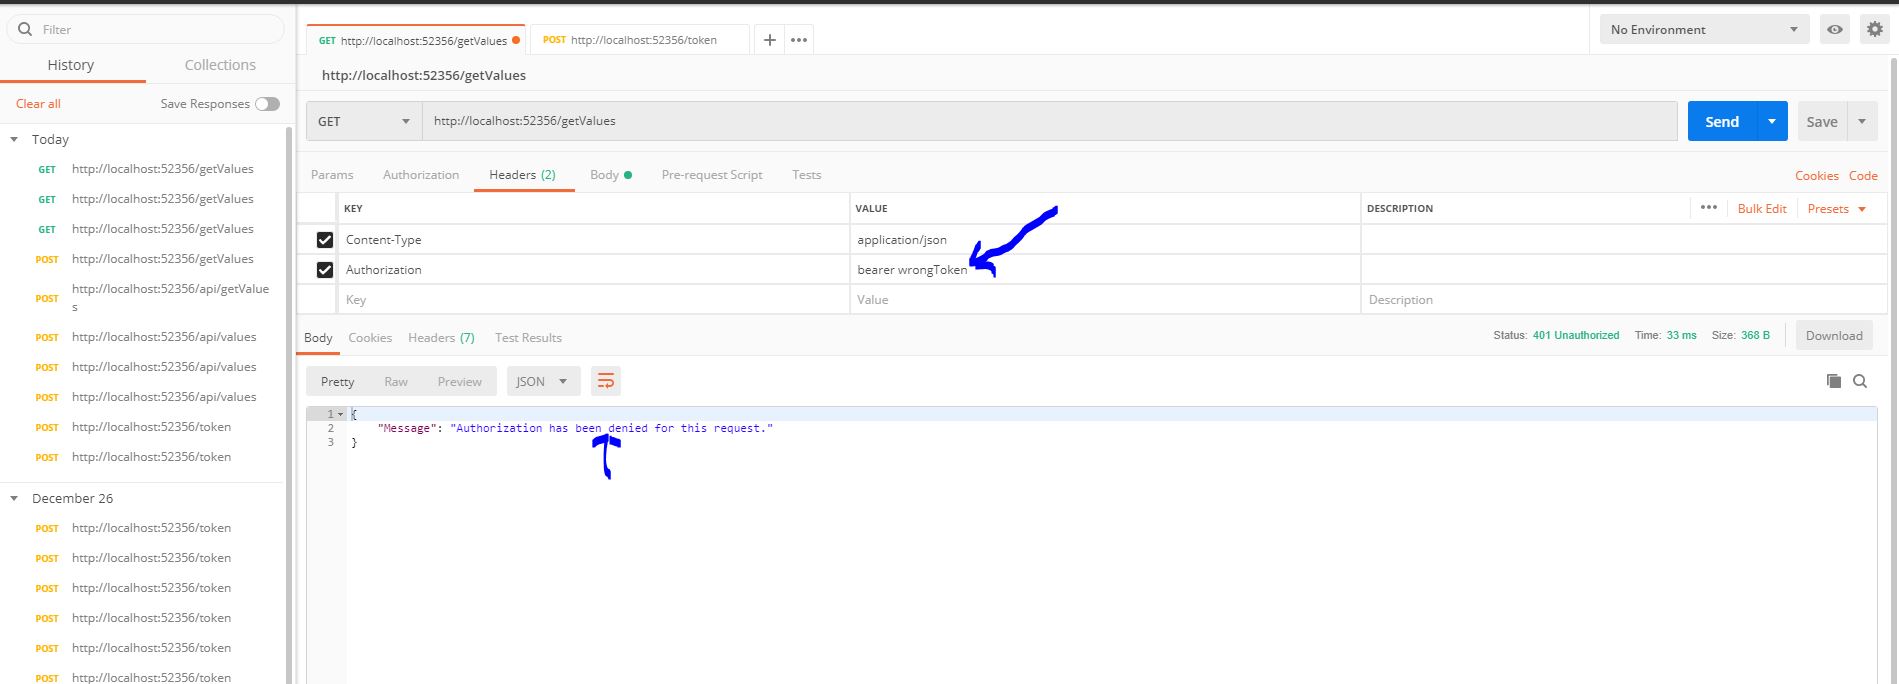 Filter
History Collections
Clear all Save Responses
Today
GET http://localhost:52356/getValues
GET http://localhost:52356/getValues
GET http://localhost:52356/getValues
POST http://localhost:52356/getValues
POST http://localhost:52356/api/getValue
s
POST http://localhost:52356/api/values
POST http://localhost:52356/api/values
POST http://localhost:52356/api/values
POST http://localhost:52356/token
POST http://localhost:52356/token
December 26
POST http://localhost:52356/token
POST http://localhost:52356/token
POST http://localhost:52356/token
POST http://localhost:52356/token
POST http://localhost:52356/token
POST http://localhost:52356/token
GET http://localhost:52356/getValues POST http://localhost:52356/token + ••• No Environment
http://localhost:52356/getValues
GET http://localhost:52356/getValues Send Save
Params Authorization Headers (2) Body Pre-request Script Tests Cookies Code
KEY VALUE DESCRIPTION ••• Bulk Edit Presets
Content-Type application/json
Authorization bearer wrongToken
Key Value Description
Body Cookies Headers (7) Test Results Status: 401 Unauthorized Time: 33 ms Size: 368 B Download
Pretty Raw Preview JSON
1 {
2 "Message": "Authorization has been denied for this request."
3 }